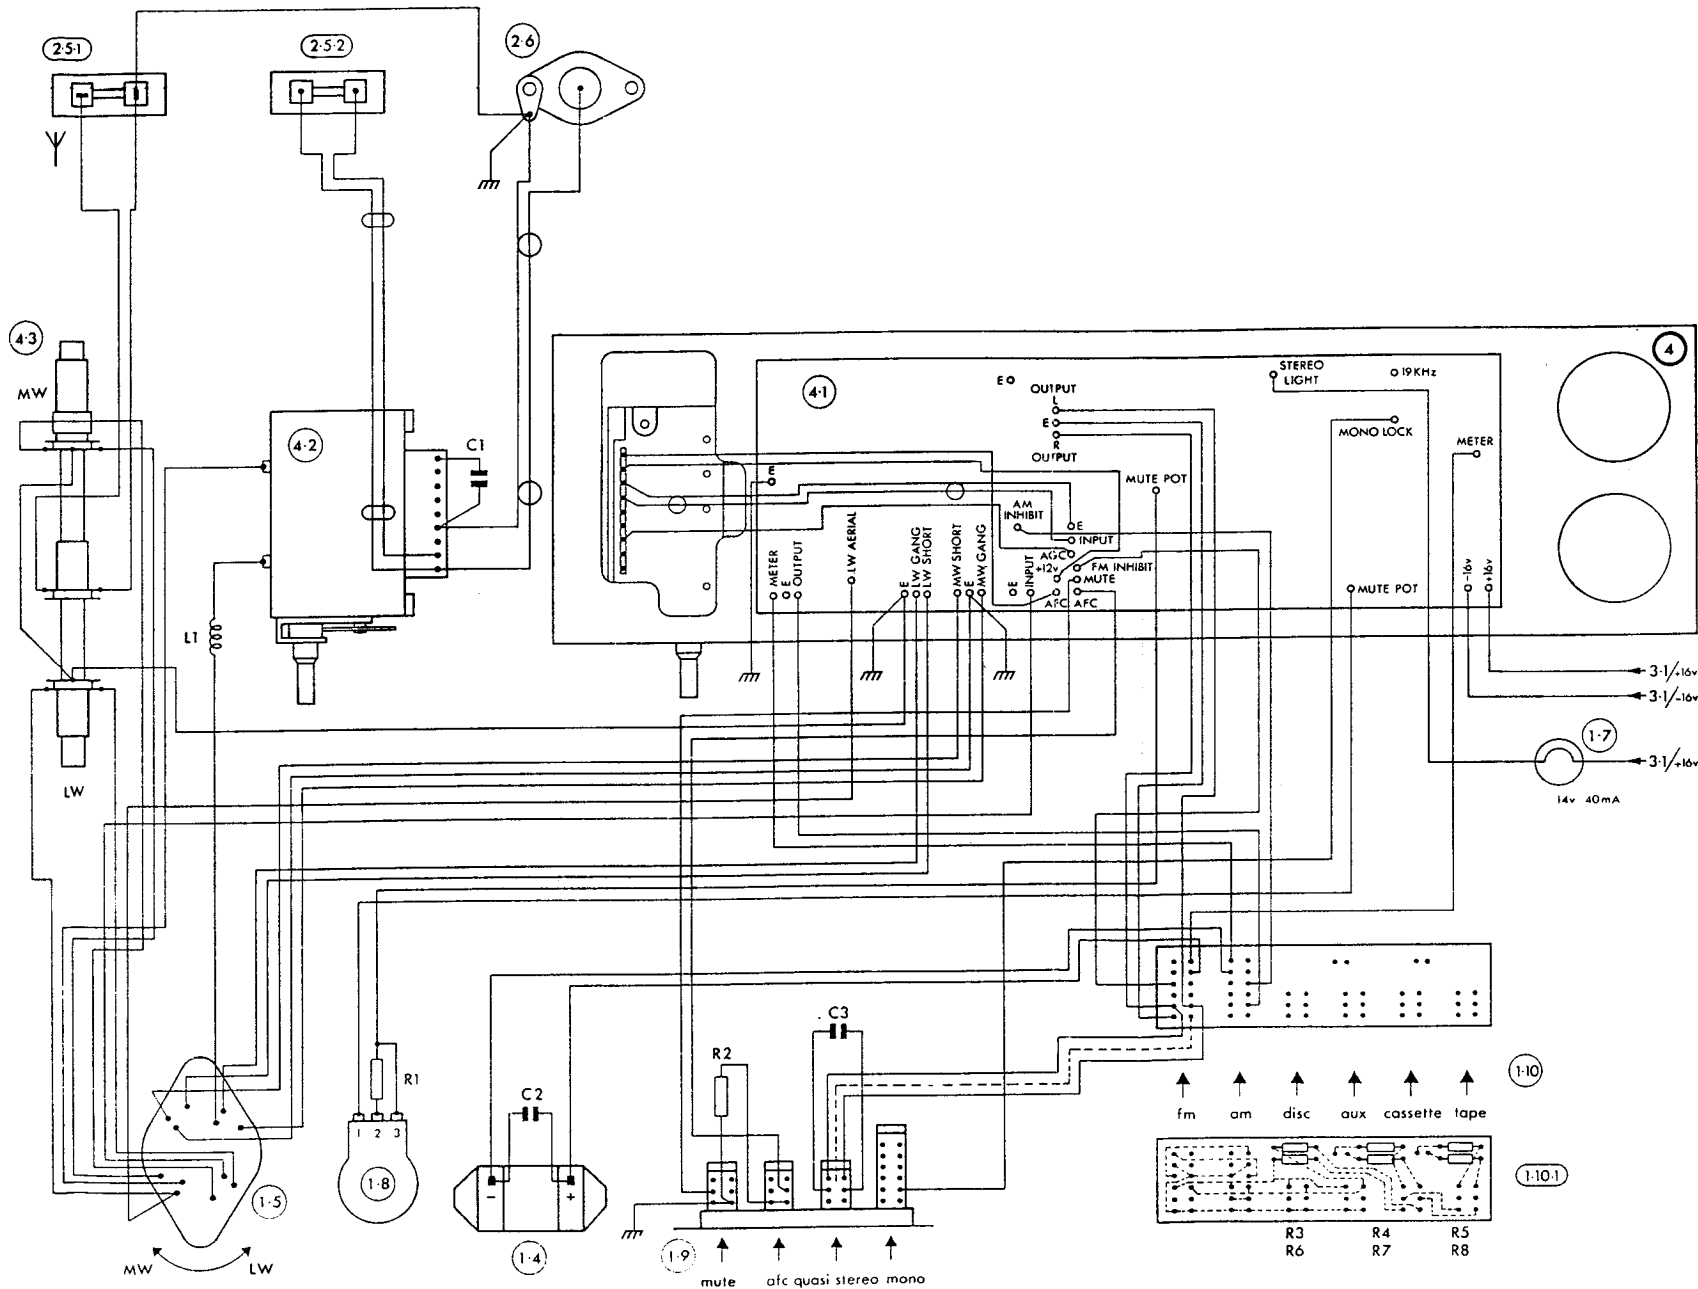 2·5·1
2·5·2
2·6
4·3
MW
LW
4·2
C1
L1
4
4·1
E
OUTPUT
L
E
R
OUTPUT
STEREO
LIGHT
19KHz
MONO LOCK
METER
MUTE POT
E
AM
INHIBIT
E
INPUT
AGC
+12v
FM INHIBIT
MUTE
AFC
AFC
METER
E
OUTPUT
LW AERIAL
E
LW GANG
LW SHORT
MW SHORT
E
MW GANG
E
INPUT
MUTE POT
-16v
+16v
3·1/+16v
3·1/-16v
1·7
3·1/+16v
14v 40mA
R1
1 2 3
1·8
C2
- +
1·4
R2
C3
1·5
MW
LW
1·9
mute
afc
quasi
stereo
mono
1·10
fm
am
disc
aux
cassette
tape
1·10·1
R3
R6
R4
R7
R5
R8